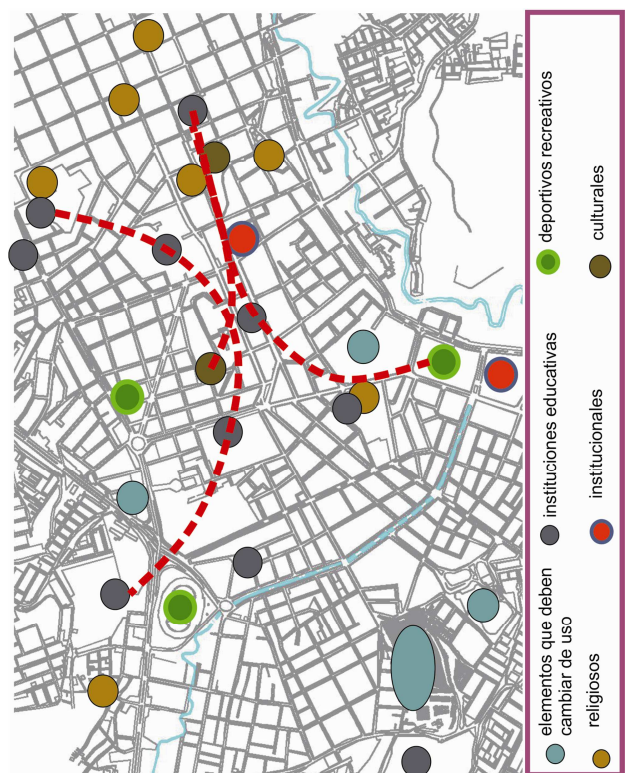 elementos que deben
cambiar de uso
religiosos
instituciones educativas
institucionales
deportivos recreativos
culturales